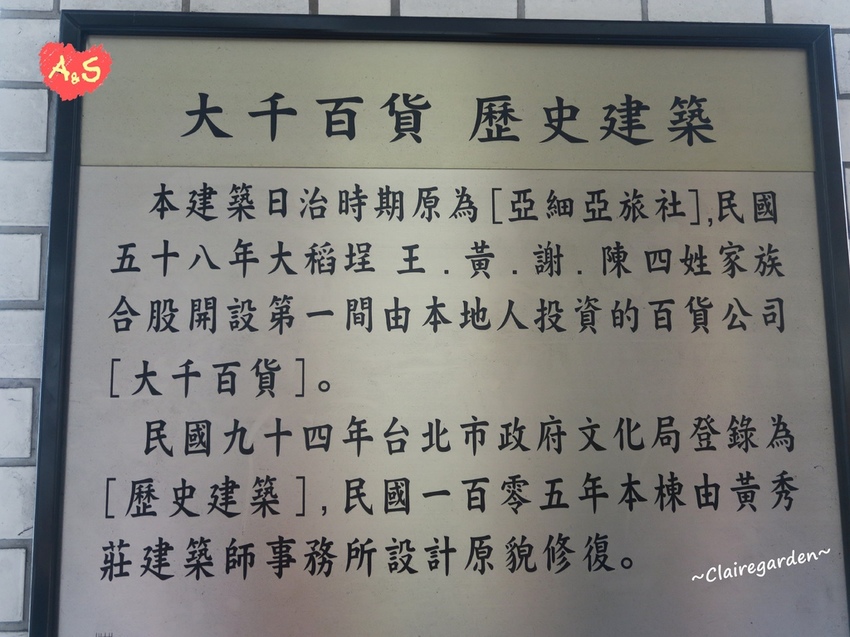 A&S
大千百貨 歷史建築
本建築日治時期原為[亞細亞旅社],民國
五十八年大稻埕 王.黃.謝.陳四姓家族
合股開設第一間由本地人投資的百貨公司
[大千百貨]。
民國九十四年台北市政府文化局登錄為
[歷史建築],民國一百零五年本棟由黃秀
莊建築師事務所設計原貌修復。
~Clairegarden~